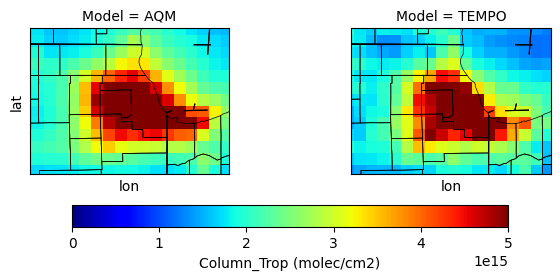 Model = AQM
Model = TEMPO
lat
lon
lon
0 1 2 3 4 5
1e15
Column_Trop (molec/cm2)